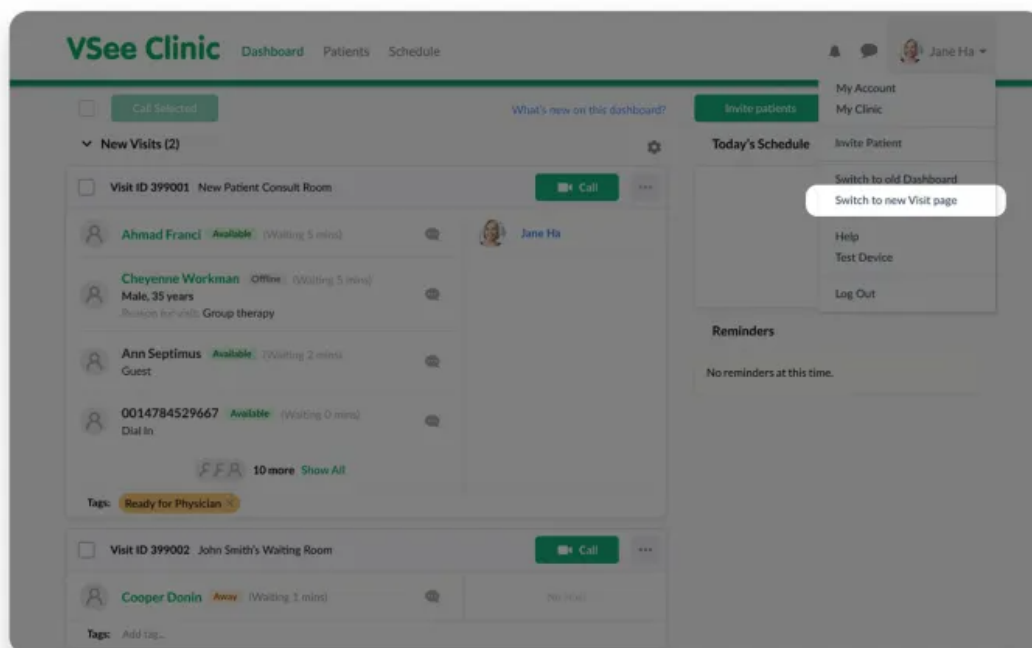 VSee Clinic Dashboard Patients Schedule Jane Ha
My Account
My Clinic
Invite Patient
Switch to old Dashboard
Switch to new Visit page
Help
Test Device
Log Out
Call Selected
What's new on this dashboard?
Invite patients
New Visits (2)
Today's Schedule
Visit ID 399001 New Patient Consult Room
Call
Ahmad Franci Available (Waiting 5 mins)
Jane Ha
Cheyenne Workman Offline (Waiting 5 mins)
Male, 35 years
Reason for visit: Group therapy
Ann Septimus Available (Waiting 2 mins)
Guest
0014784529667 Available (Waiting 0 mins)
Dial In
10 more Show All
Tags: Ready for Physician
Reminders
No reminders at this time.
Visit ID 399002 John Smith's Waiting Room
Call
Cooper Donin Away (Waiting 1 mins)
Tags: Add tag...